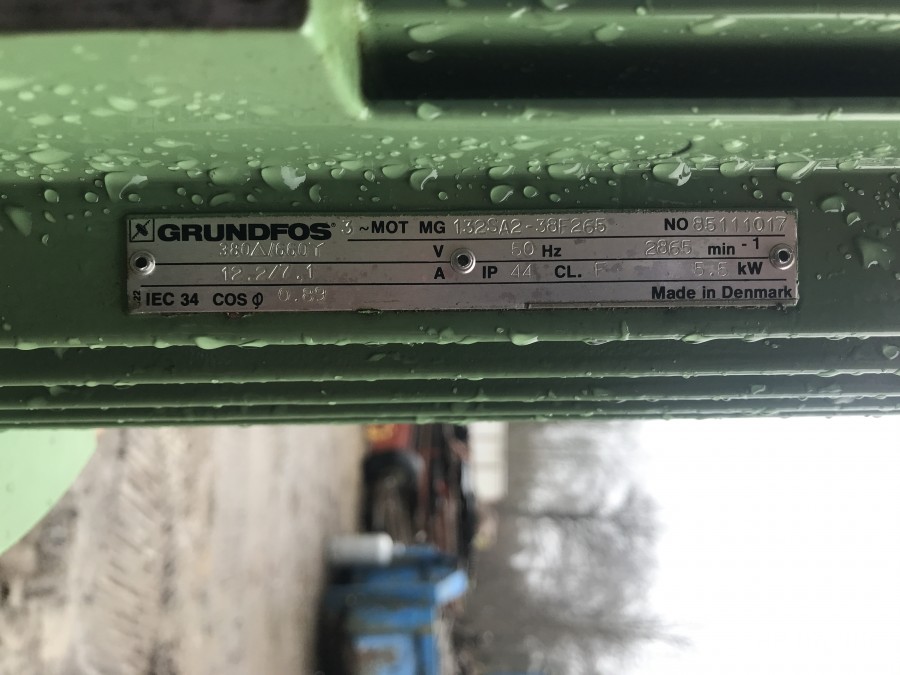 GRUNDFOS® 3 ~MOT MG 132SA2-38F265 NO 85111017
380Δ/660Y V 50 Hz 2865 min -1
12.2/7.1 A IP 44 CL. F 5.5 kW
22 IEC 34 COS φ 0.89 Made in Denmark